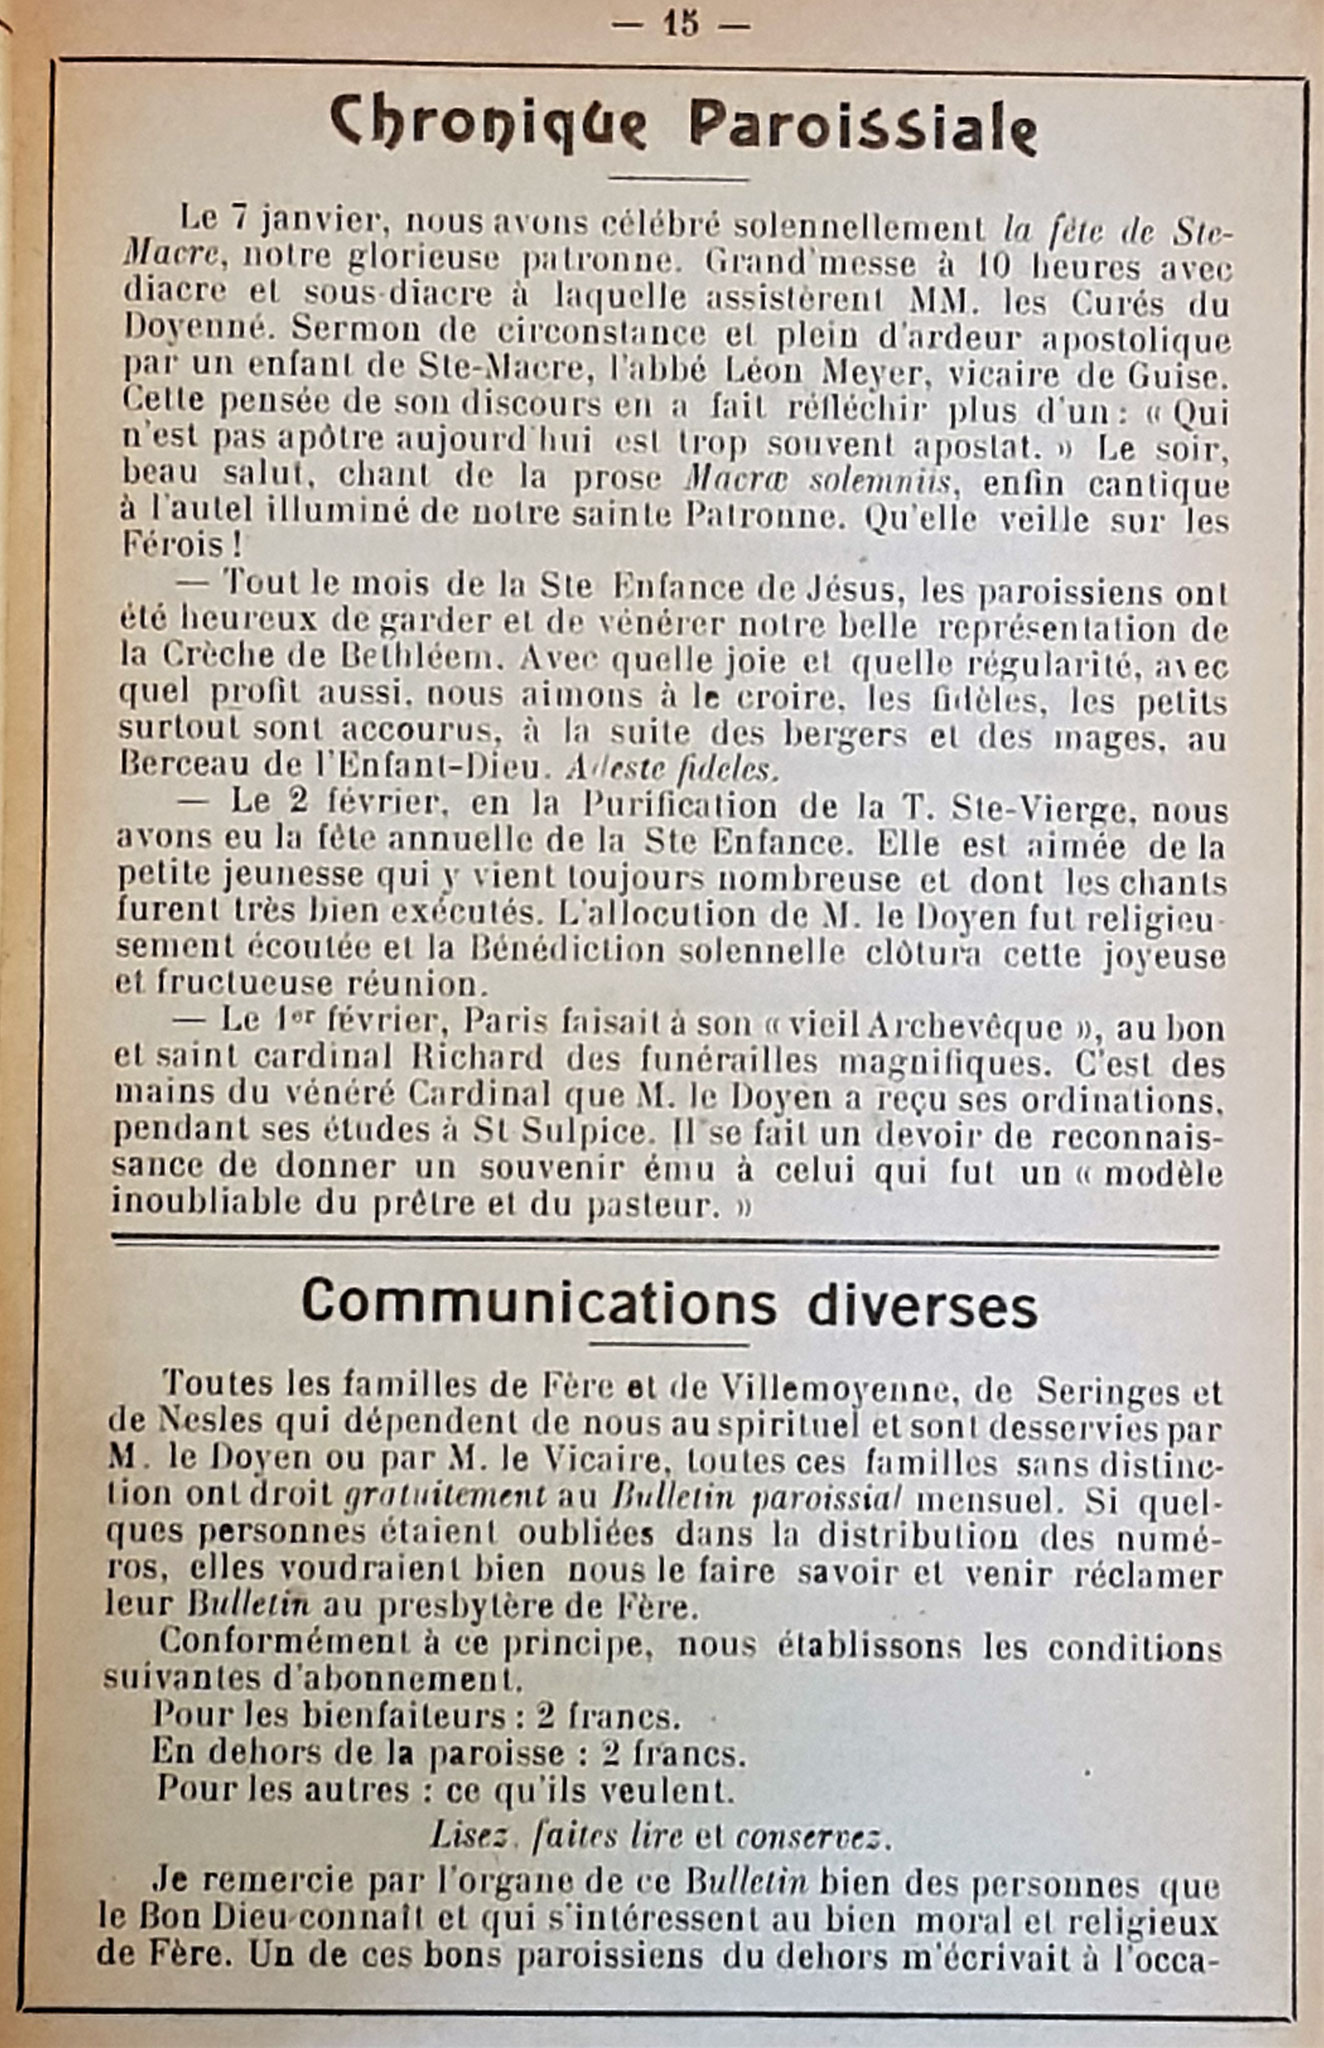 — 15 —
Chronique Paroissiale
Le 7 janvier, nous avons célébré solennellement la fête de Ste-
Macre, notre glorieuse patronne. Grand'messe à 10 heures avec
diacre et sous-diacre à laquelle assistèrent MM. les Curés du
Doyenné. Sermon de circonstance et plein d'ardeur apostolique
par un enfant de Ste-Macre, l'abbé Léon Meyer, vicaire de Guise.
Cette pensée de son discours en a fait réfléchir plus d'un : « Qui
n'est pas apôtre aujourd'hui est trop souvent apostat. » Le soir,
beau salut, chant de la prose Macræ solemniis, enfin cantique
à l'autel illuminé de notre sainte Patronne. Qu'elle veille sur les
Férois !
— Tout le mois de la Ste Enfance de Jésus, les paroissiens ont
été heureux de garder et de vénérer notre belle représentation de
la Crèche de Bethléem. Avec quelle joie et quelle régularité, avec
quel profit aussi, nous aimons à le croire, les fidèles, les petits
surtout sont accourus, à la suite des bergers et des mages, au
Berceau de l'Enfant-Dieu. Adeste fideles.
— Le 2 février, en la Purification de la T. Ste-Vierge, nous
avons eu la fête annuelle de la Ste Enfance. Elle est aimée de la
petite jeunesse qui y vient toujours nombreuse et dont les chants
furent très bien exécutés. L'allocution de M. le Doyen fut religieu-
sement écoutée et la Bénédiction solennelle clôtura cette joyeuse
et fructueuse réunion.
— Le 1er février, Paris faisait à son « vieil Archevêque », au bon
et saint cardinal Richard des funérailles magnifiques. C'est des
mains du vénéré Cardinal que M. le Doyen a reçu ses ordinations,
pendant ses études à St Sulpice. Il se fait un devoir de reconnais-
sance de donner un souvenir ému à celui qui fut un « modèle
inoubliable du prêtre et du pasteur. »
Communications diverses
Toutes les familles de Fère et de Villemoyenne, de Seringes et
de Nesles qui dépendent de nous au spirituel et sont desservies par
M. le Doyen ou par M. le Vicaire, toutes ces familles sans distinc-
tion ont droit gratuitement au Bulletin paroissial mensuel. Si quel-
ques personnes étaient oubliées dans la distribution des numé-
ros, elles voudraient bien nous le faire savoir et venir réclamer
leur Bulletin au presbytère de Fère.
Conformément à ce principe, nous établissons les conditions
suivantes d'abonnement.
Pour les bienfaiteurs : 2 francs.
En dehors de la paroisse : 2 francs.
Pour les autres : ce qu'ils veulent.
Lisez, faites lire et conservez.
Je remercie par l'organe de ce Bulletin bien des personnes que
le Bon Dieu connaît et qui s'intéressent au bien moral et religieux
de Fère. Un de ces bons paroissiens du dehors m'écrivait à l'occa-